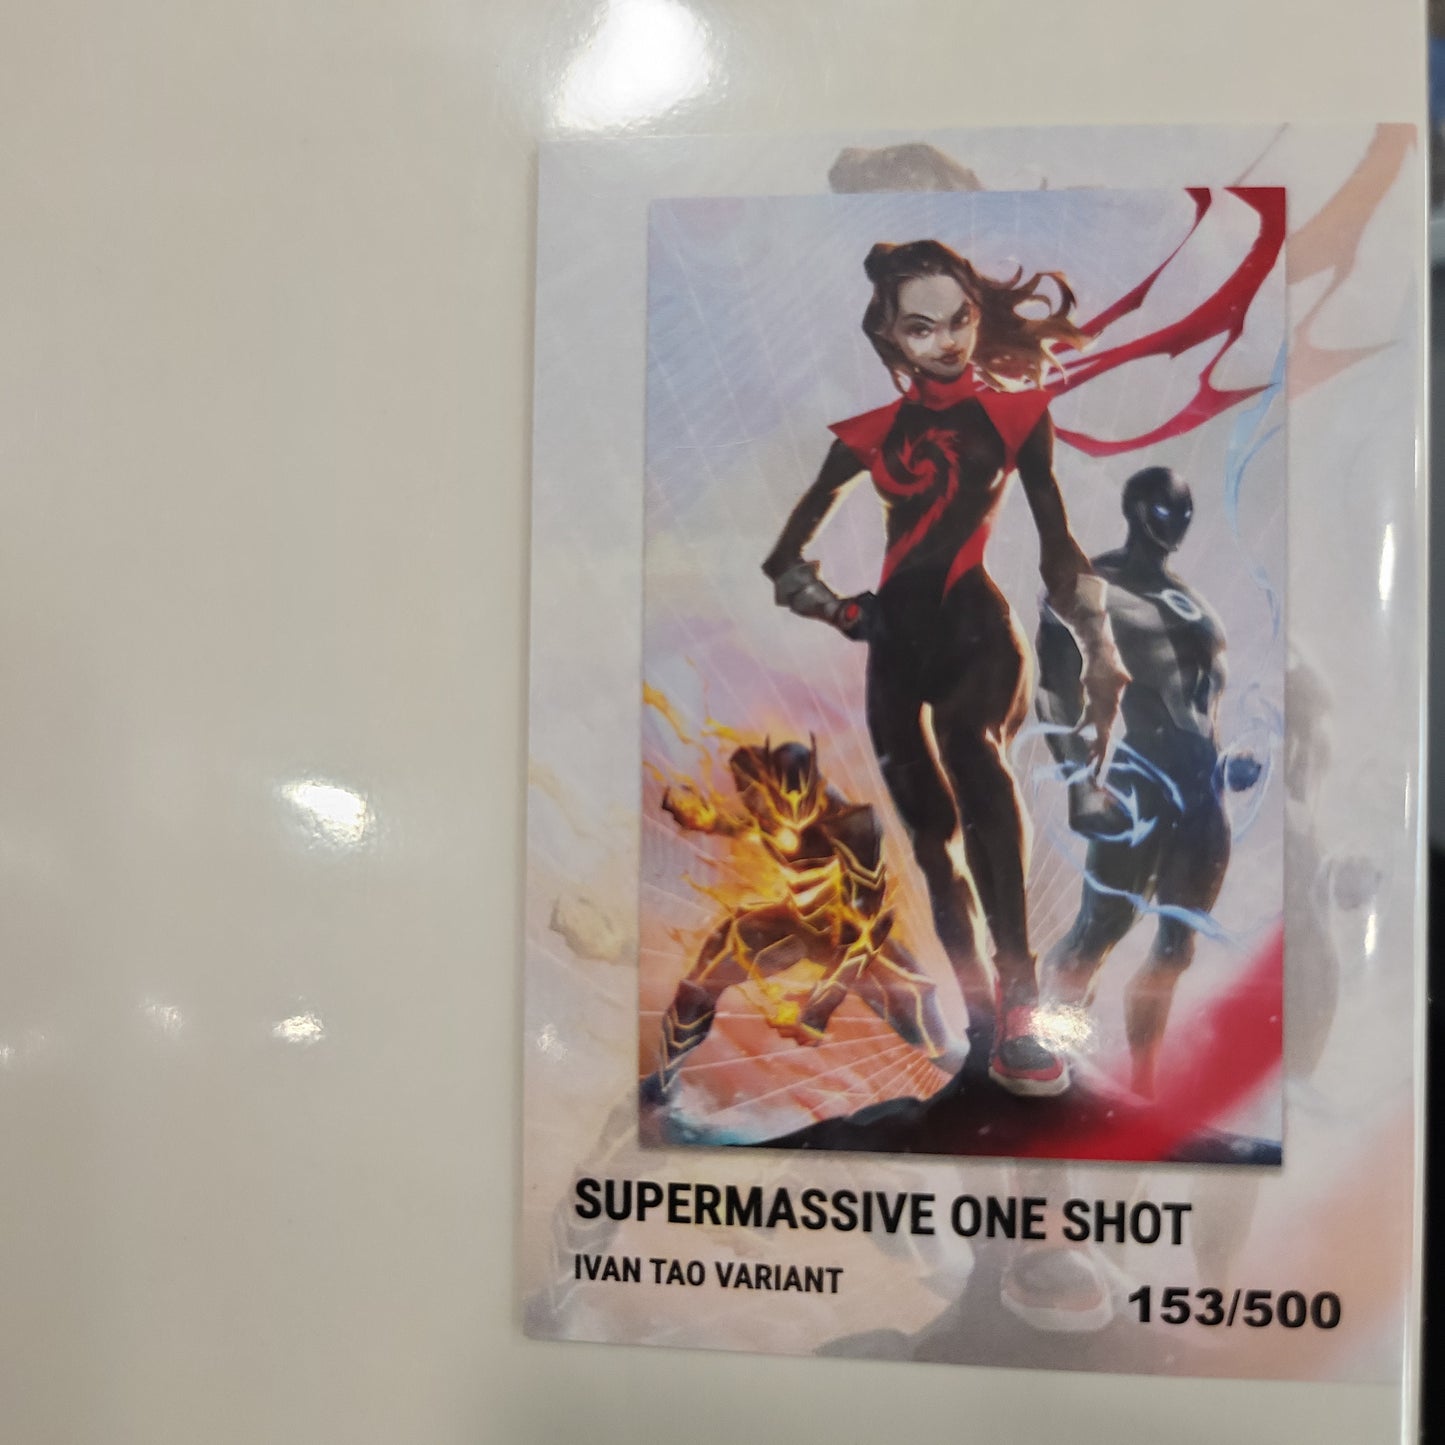 SUPERMASSIVE ONE SHOT
IVAN TAO VARIANT
153/500